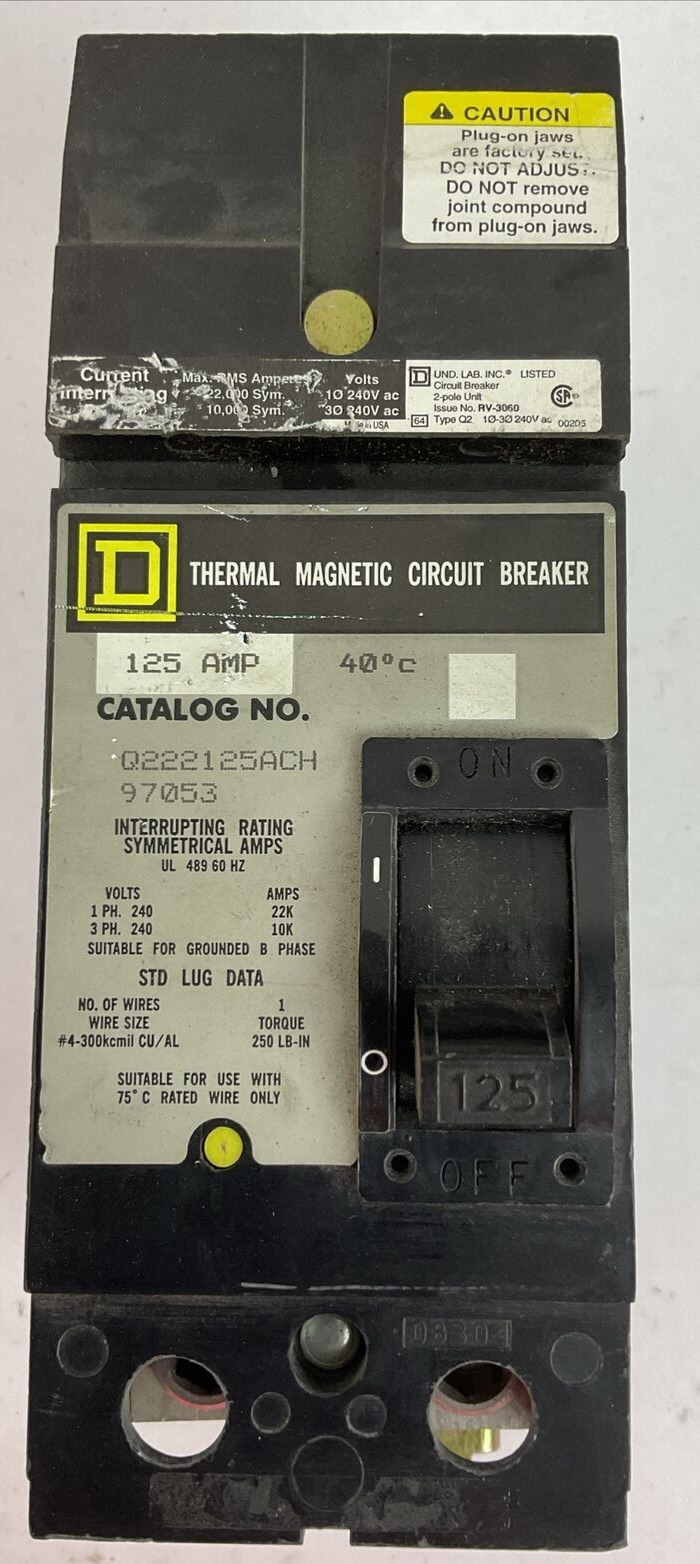 ⚠ CAUTION
Plug-on jaws
are factory set.
DO NOT ADJUST.
DO NOT remove
joint compound
from plug-on jaws.
Current Max. RMS Amperes Volts
22,000 Sym. 1Ø 240V ac
10,000 Sym. 3Ø 240V ac
Made in USA
D UND. LAB. INC.® LISTED
Circuit Breaker
2-pole Unit
Issue No. RV-3060
64 Type Q2 1Ø-3Ø 240V ac 00205
D THERMAL MAGNETIC CIRCUIT BREAKER
125 AMP 40°c
CATALOG NO.
Q222125ACH
97053
INTERRUPTING RATING
SYMMETRICAL AMPS
UL 489 60 HZ
VOLTS AMPS
1 PH. 240 22K
3 PH. 240 10K
SUITABLE FOR GROUNDED B PHASE
STD LUG DATA
NO. OF WIRES 1
WIRE SIZE TORQUE
#4-300kcmil CU/AL 250 LB-IN
SUITABLE FOR USE WITH
75°C RATED WIRE ONLY
ON
I
O
125
OFF